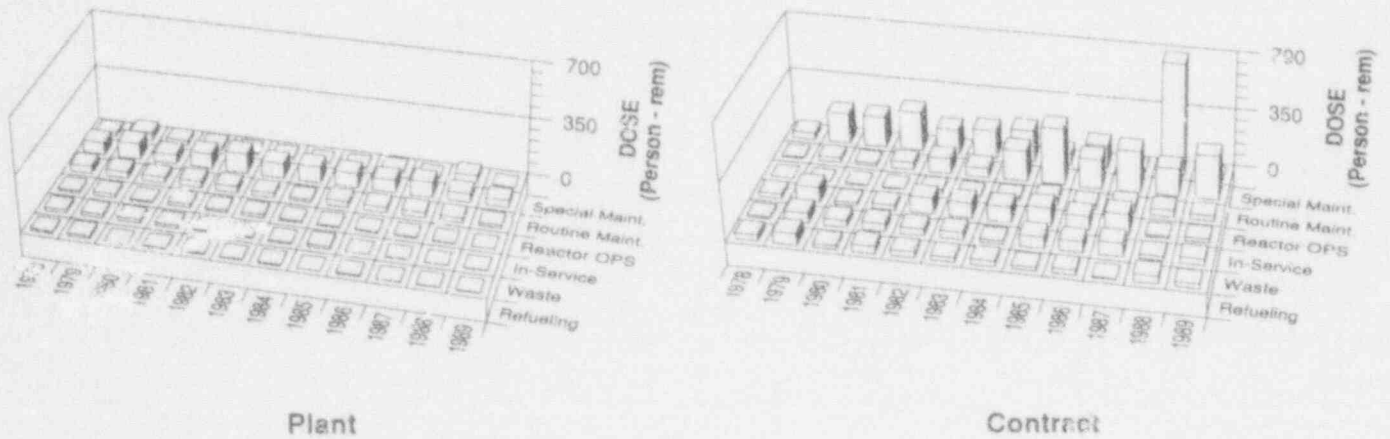 700
350
0
DOSE
(Person - rem)
Special Maint.
Routine Maint.
Reactor OPS
In-Service
Waste
Refueling
1979
1981
1982
1983
1984
1985
1986
1987
1988
1989
Plant
700
350
0
DOSE
(Person - rem)
Special Maint.
Routine Maint.
Reactor OPS
In-Service
Waste
Refueling
1978
1979
1980
1981
1982
1983
1984
1985
1986
1987
1988
1989
Contract